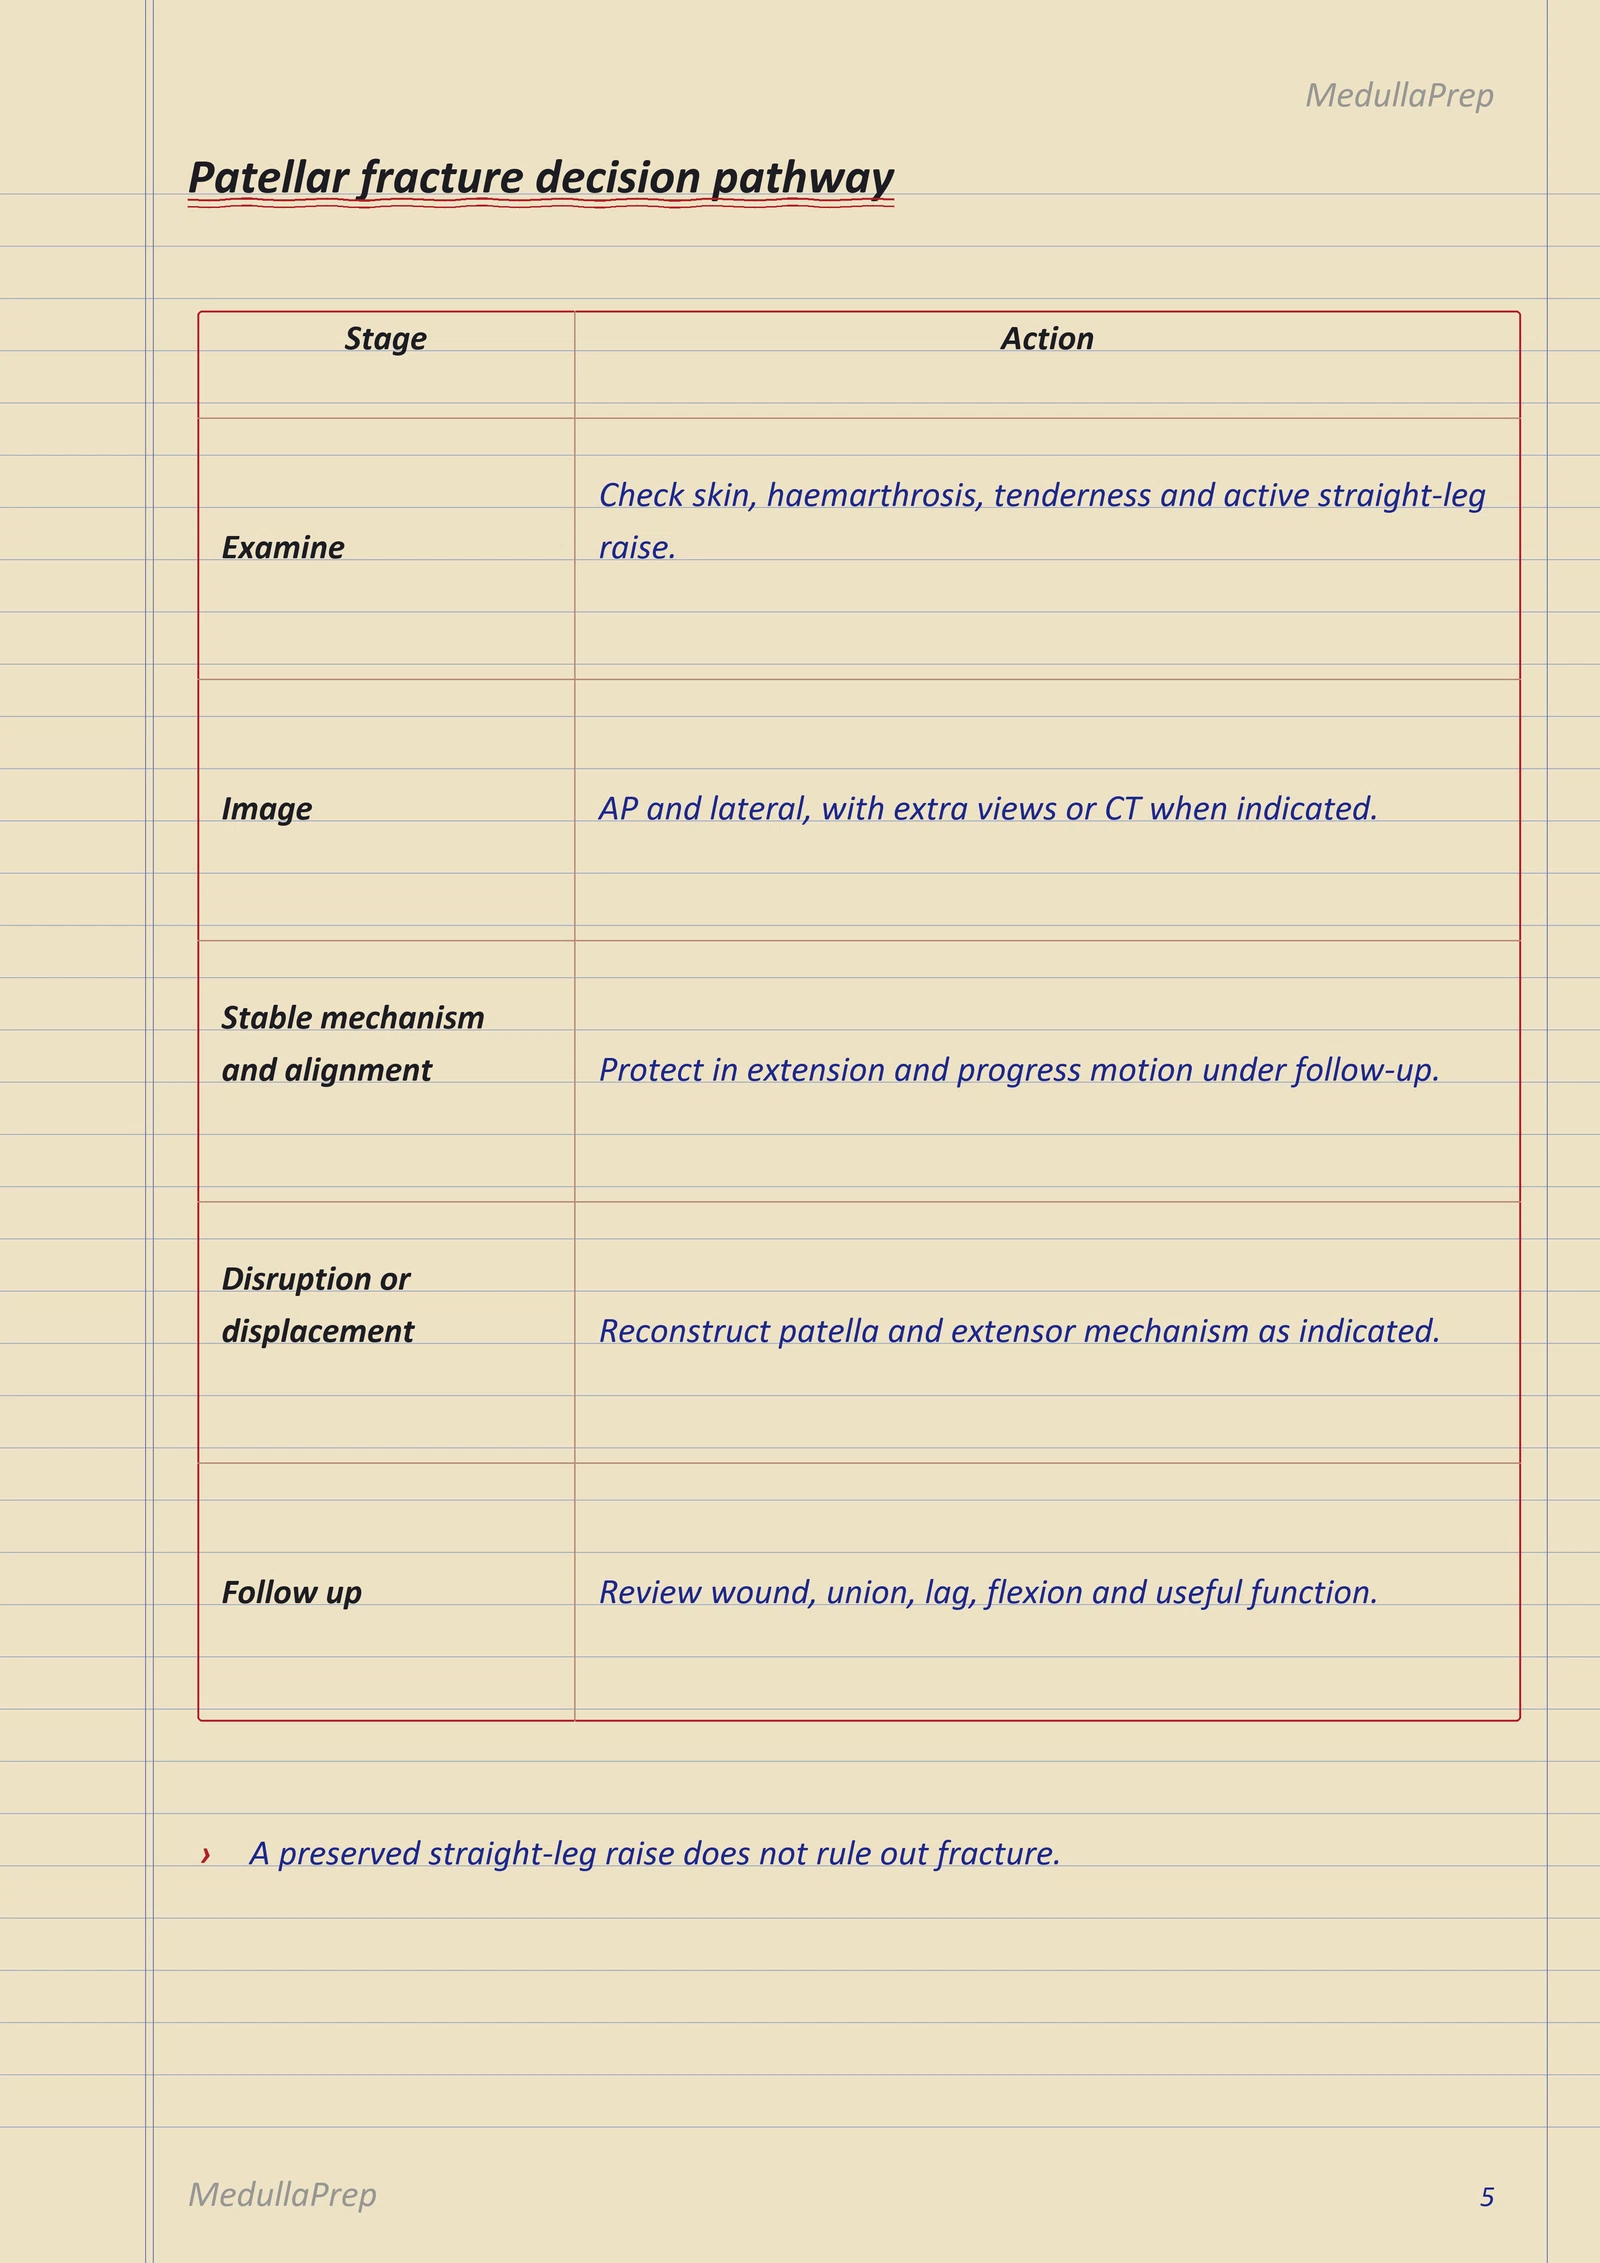 MedullaPrep
Patellar fracture decision pathway
Stage Action
Check skin, haemarthrosis, tenderness and active straight-leg
Examine raise.
Image AP and lateral, with extra views or CT when indicated.
Stable mechanism
and alignment Protect in extension and progress motion under follow-up.
Disruption or
displacement Reconstruct patella and extensor mechanism as indicated.
Follow up Review wound, union, lag, flexion and useful function.
› A preserved straight-leg raise does not rule out fracture.
MedullaPrep 5